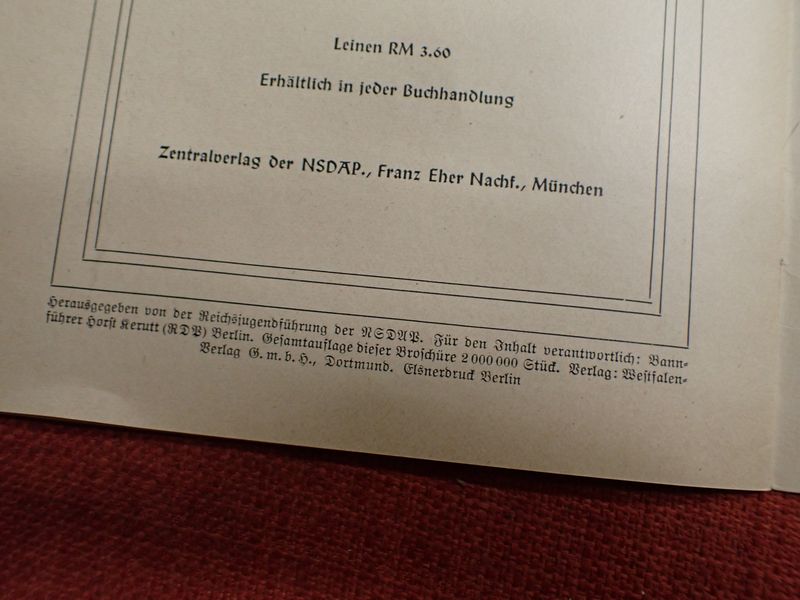 Leinen RM 3.60
Erhältlich in jeder Buchhandlung
Zentralverlag der NSDAP., Franz Eher Nachf., München
Herausgegeben von der Reichsjugendführung der NSDAP. Für den Inhalt verantwortlich: Bann-
führer Horst Kerutt (RDP) Berlin. Gesamtauflage dieser Broschüre 2 000 000 Stück. Verlag: Westfalen-
Verlag G. m. b. H., Dortmund. Elsnerdruck Berlin